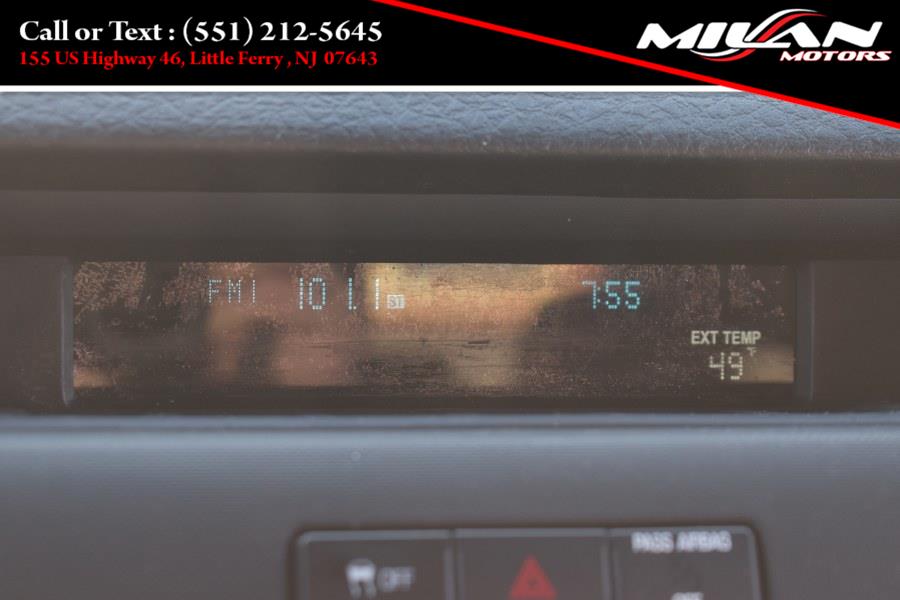 Call or Text : (551) 212-5645
155 US Highway 46, Little Ferry , NJ 07643
MILAN
MOTORS
FM1 101.1 ST 7:55
EXT TEMP
49°F
OFF
PASS AIRBAG
OFF